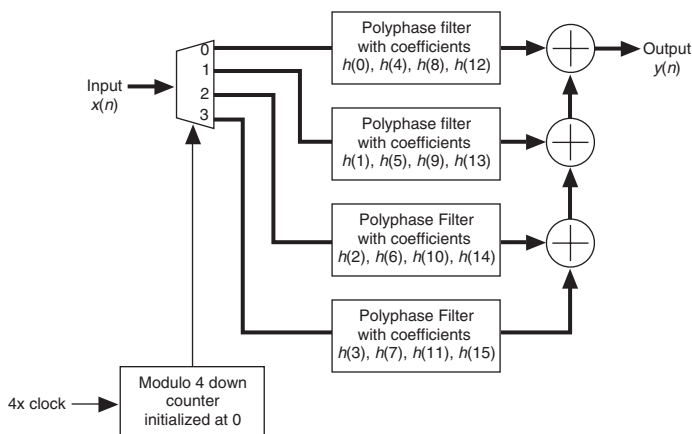 Input
x(n)
0
1
2
3
Polyphase filter
with coefficients
h(0), h(4), h(8), h(12)
Output
y(n)
Polyphase filter
with coefficients
h(1), h(5), h(9), h(13)
Polyphase Filter
with coefficients
h(2), h(6), h(10), h(14)
Polyphase Filter
with coefficients
h(3), h(7), h(11), h(15)
4x clock
Modulo 4 down
counter
initialized at 0